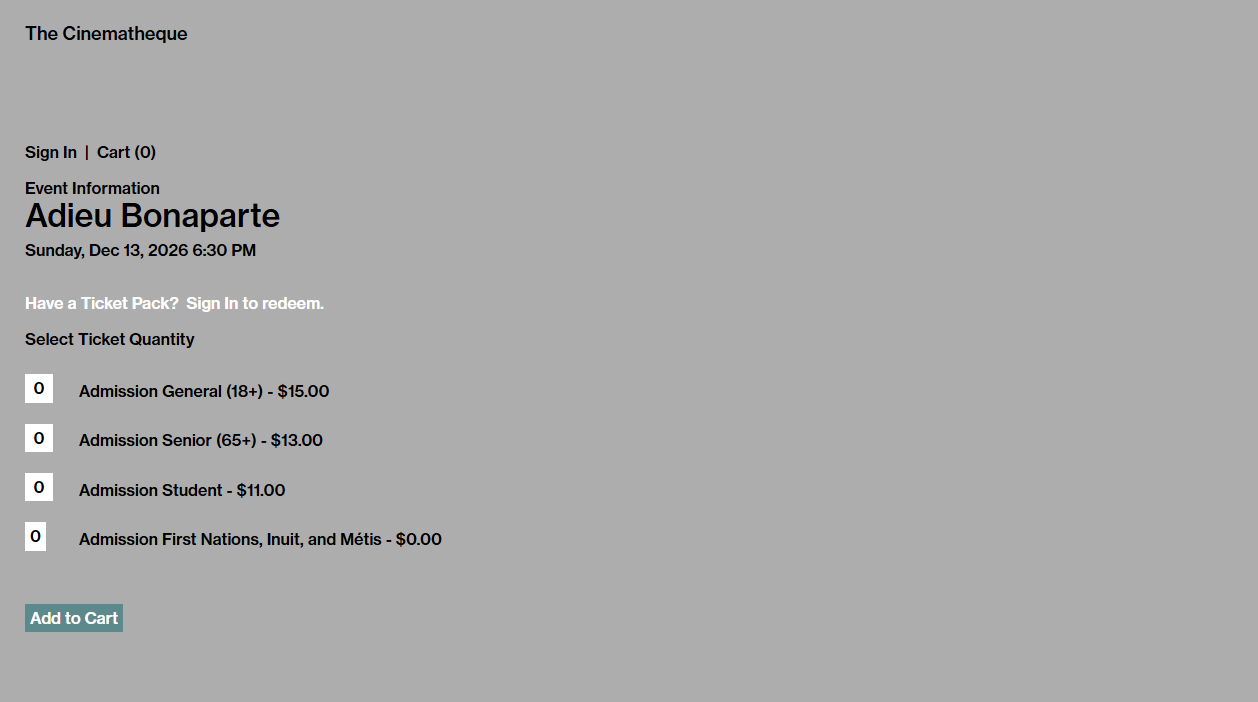 The Cinematheque
Sign In | Cart (0)
Event Information
Adieu Bonaparte
Sunday, Dec 13, 2026 6:30 PM
Have a Ticket Pack? Sign In to redeem.
Select Ticket Quantity
0 Admission General (18+) - $15.00
0 Admission Senior (65+) - $13.00
0 Admission Student - $11.00
0 Admission First Nations, Inuit, and Métis - $0.00
Add to Cart